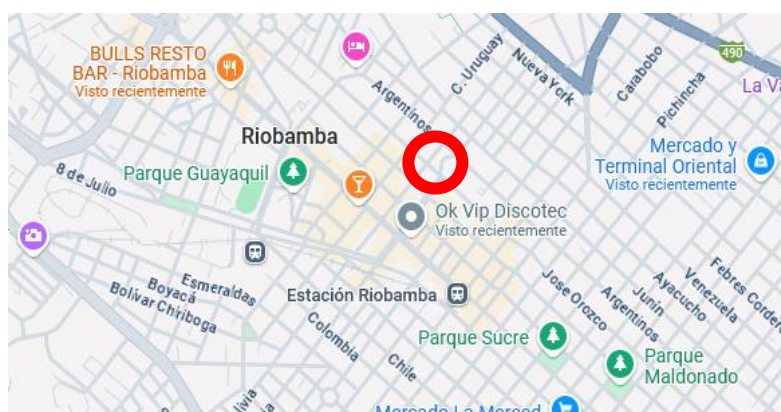 BULLS RESTO
BAR - Riobamba
Visto recientemente
C. Uruguay
Nueva York
490
Carabobo
Pichincha
La Va
Argentinos
Riobamba
Mercado y
Terminal Oriental
Visto recientemente
8 de Julio
Parque Guayaquil
Ok Vip Discotec
Visto recientemente
Esmeraldas
Boyacá
Bolívar Chiriboga
Estación Riobamba
Jose Orozco
Argentinos
Junín
Ayacucho
Venezuela
Febres Cordero
Colombia
Chile
Parque Sucre
Parque
Maldonado
Mercado La Merced